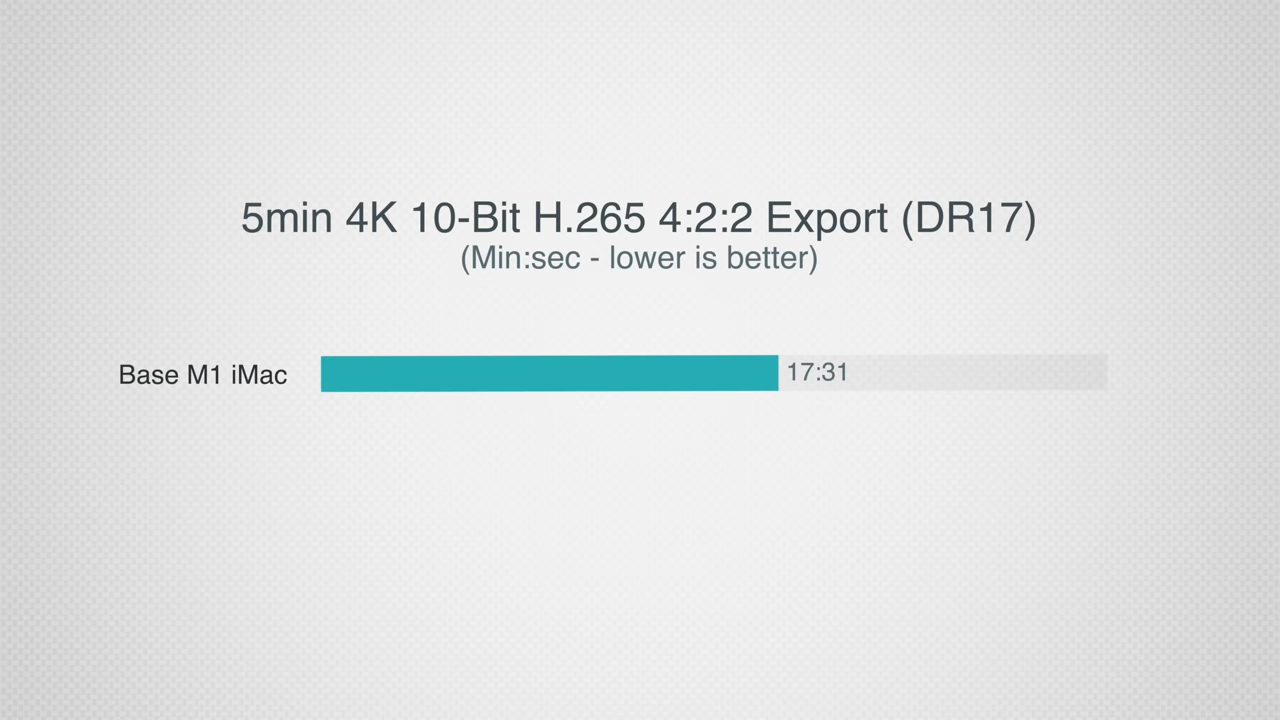 5min 4K 10-Bit H.265 4:2:2 Export (DR17)
(Min:sec - lower is better)
Base M1 iMac 17:31